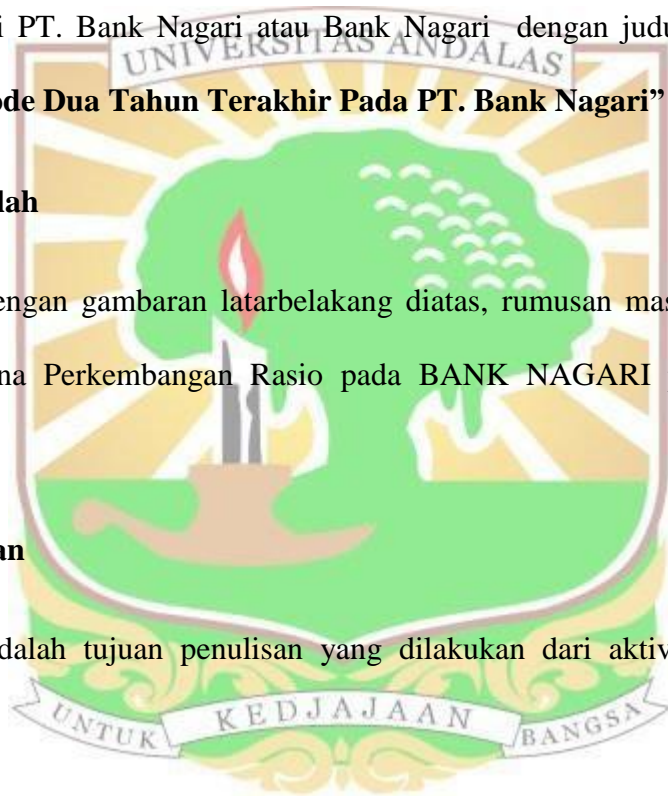 i PT. Bank Nagari atau Bank Nagari dengan judu
UNIVERSITAS ANDALAS
ode Dua Tahun Terakhir Pada PT. Bank Nagari”
lah
engan gambaran latarbelakang diatas, rumusan mas
na Perkembangan Rasio pada BANK NAGARI
an
dalah tujuan penulisan yang dilakukan dari aktiv
UNTUK KEDJAJAAN BANGSA